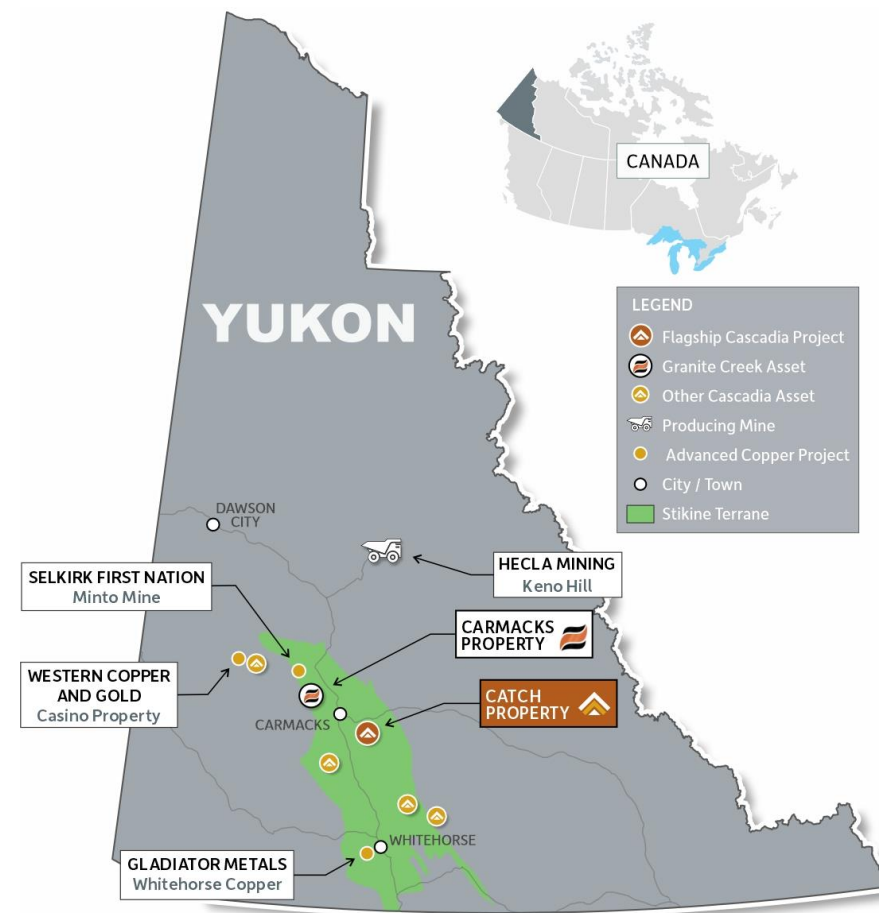 CANADA
YUKON
LEGEND
Flagship Cascadia Project
Granite Creek Asset
Other Cascadia Asset
Producing Mine
Advanced Copper Project
City / Town
Stikine Terrane
DAWSON
CITY
HECLA MINING
Keno Hill
SELKIRK FIRST NATION
Minto Mine
CARMACKS
PROPERTY
WESTERN COPPER
AND GOLD
Casino Property
CATCH
PROPERTY
CARMACKS
WHITEHORSE
GLADIATOR METALS
Whitehorse Copper